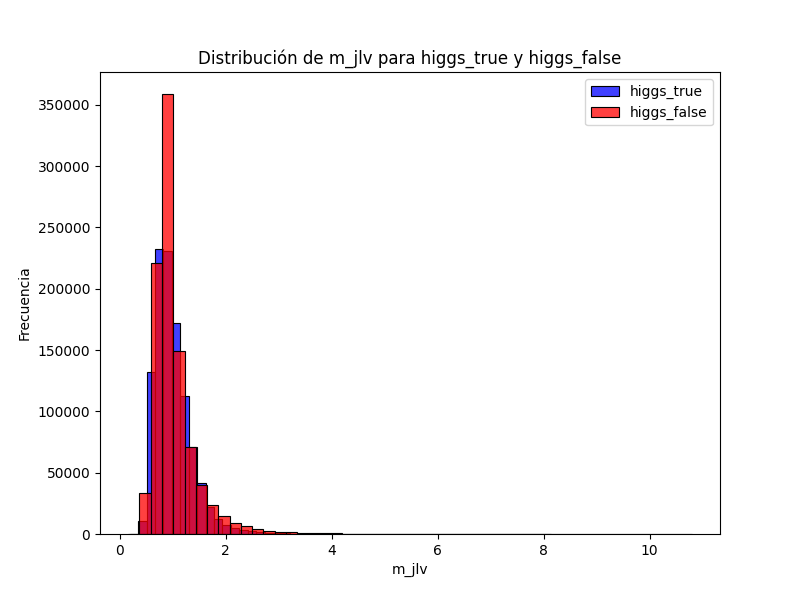 Distribución de m_jlv para higgs_true y higgs_false
higgs_true
higgs_false
350000
300000
250000
200000
150000
100000
50000
0
Frecuencia
0 2 4 6 8 10
m_jlv